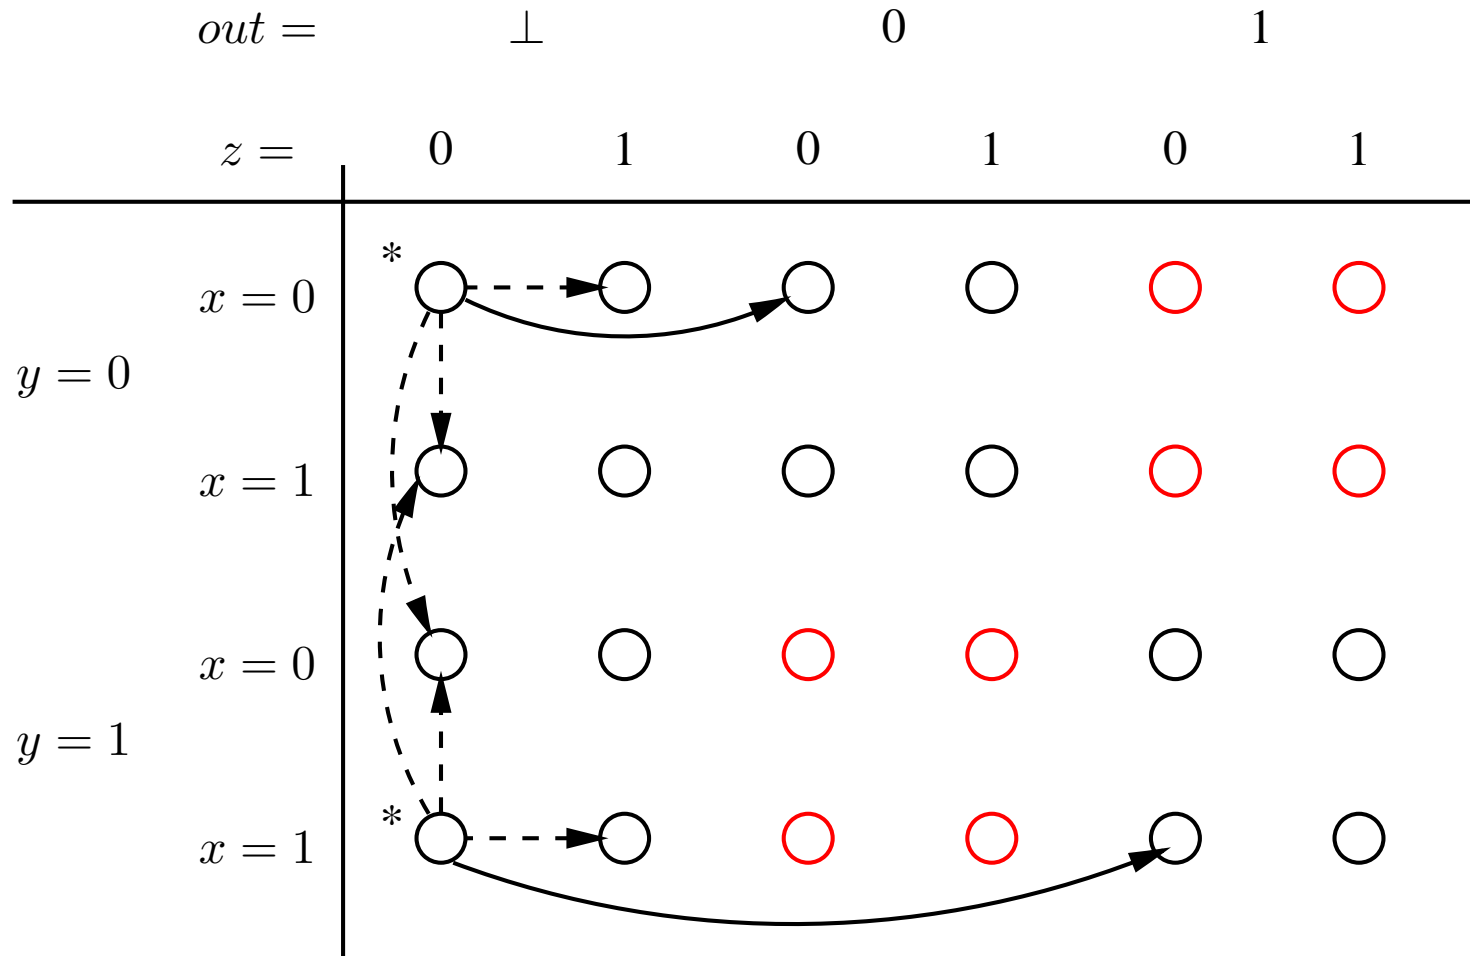 out = ⊥ 0 1
z = 0 1 0 1 0 1
* x = 0
y = 0
x = 1
x = 0
y = 1
* x = 1